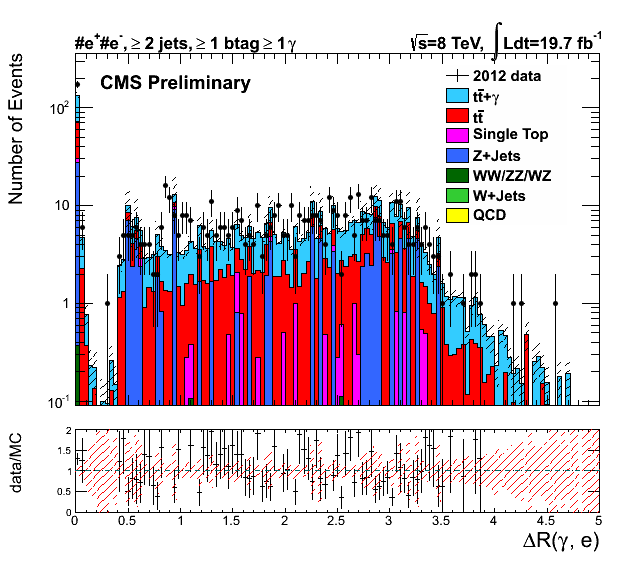 #e⁺#e⁻, ≥ 2 jets, ≥ 1 btag ≥ 1 γ √s=8 TeV, ∫ Ldt=19.7 fb⁻¹
CMS Preliminary
2012 data
tt̄+γ
tt̄
Single Top
Z+Jets
WW/ZZ/WZ
W+Jets
QCD
Number of Events
10²
10
1
10⁻¹
data/MC
2
1.5
1
0.5
0
0 0.5 1 1.5 2 2.5 3 3.5 4 4.5 5
ΔR(γ, e)